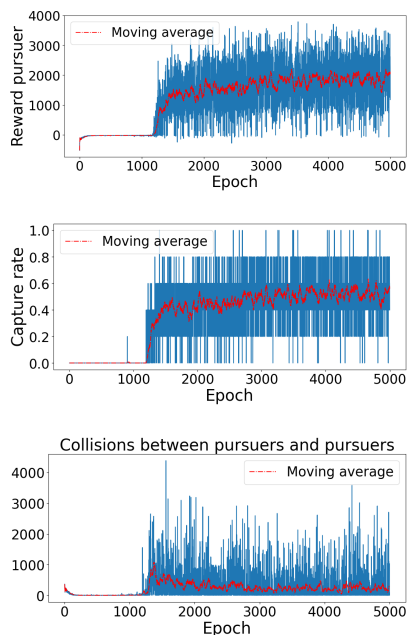 4000
3000
2000
1000
0
Reward pursuer
Moving average
0 1000 2000 3000 4000 5000
Epoch
1.0
0.8
0.6
0.4
0.2
0.0
Capture rate
Moving average
0 1000 2000 3000 4000 5000
Epoch
Collisions between pursuers and pursuers
4000
3000
2000
1000
0
Moving average
0 1000 2000 3000 4000 5000
Epoch